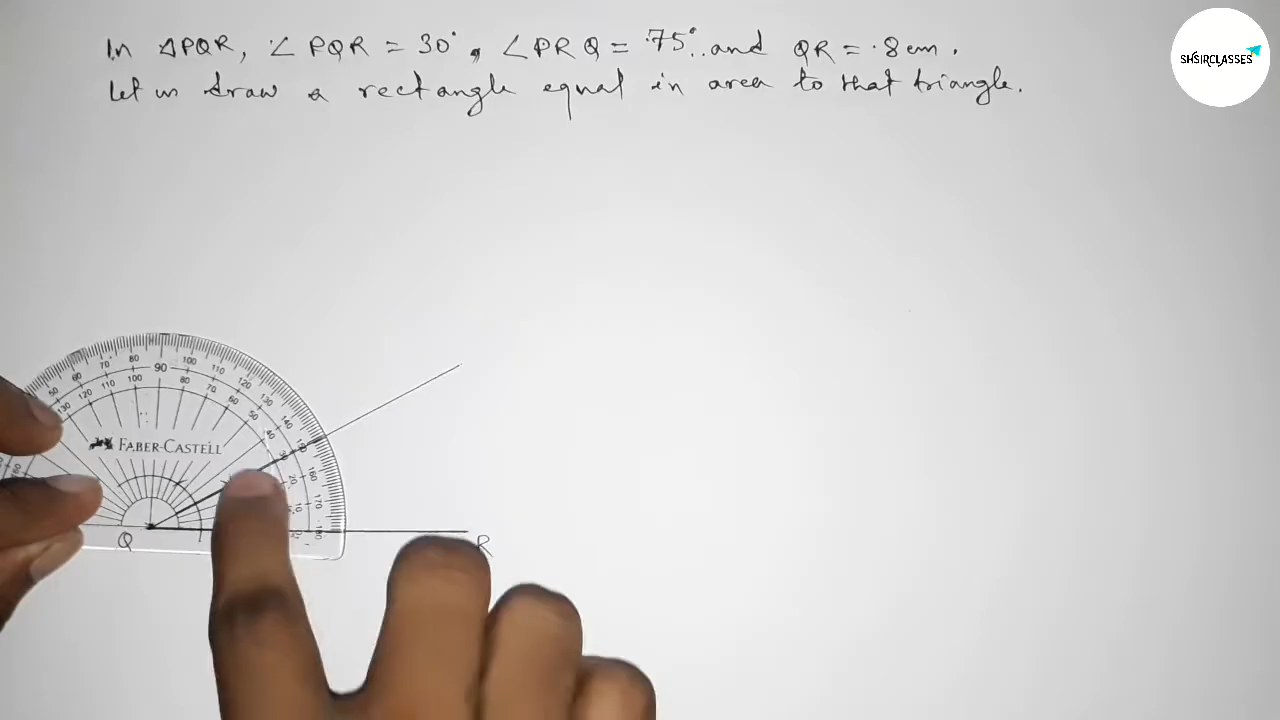 In △PQR, ∠PQR = 30°, ∠PRQ = 75°. and QR = 8 cm.
Let us draw a rectangle equal in area to that triangle.
SHSIRCLASSES
FABER-CASTELL
Q
R